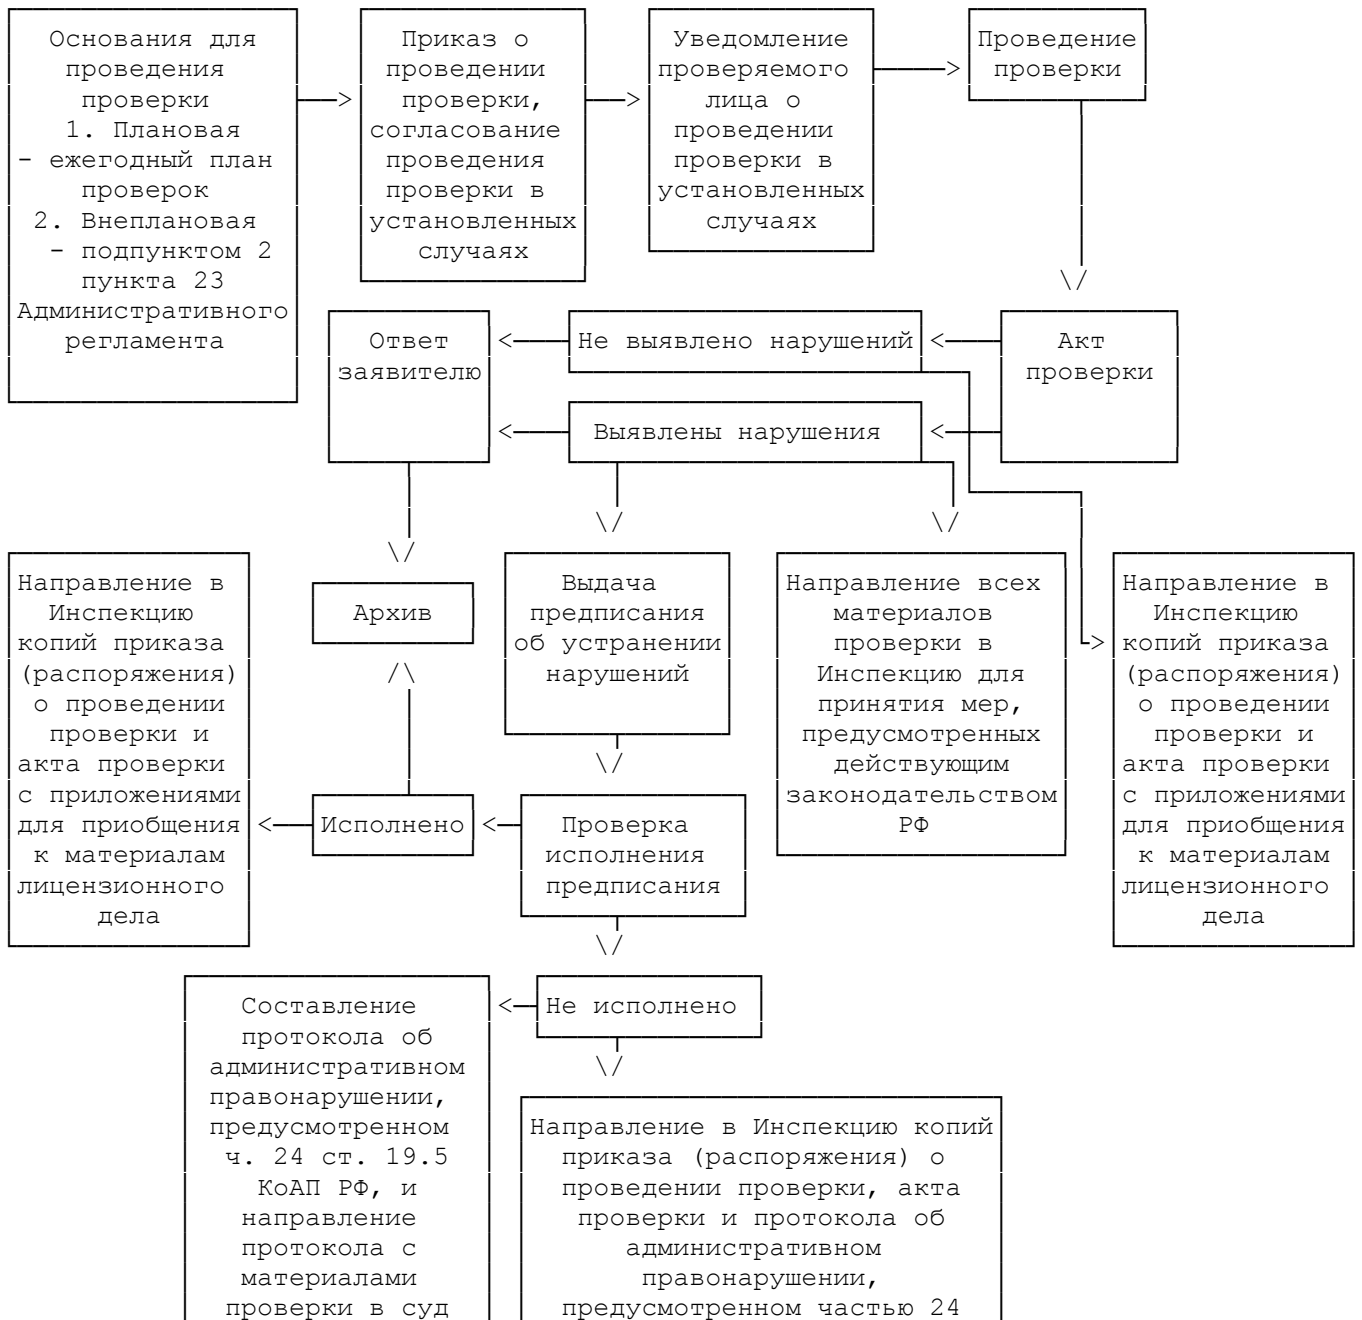 Основания для
проведения
проверки
1. Плановая
- ежегодный план
проверок
2. Внеплановая
- подпунктом 2
пункта 23
Административного
регламента
Приказ о
проведении
проверки,
согласование
проведения
проверки в
установленных
случаях
Уведомление
проверяемого
лица о
проведении
проверки в
установленных
случаях
Проведение
проверки
Ответ
заявителю
Не выявлено нарушений
Акт
проверки
Выявлены нарушения
Направление в
Инспекцию
копий приказа
(распоряжения)
о проведении
проверки и
акта проверки
с приложениями
для приобщения
к материалам
лицензионного
дела
Архив
Выдача
предписания
об устранении
нарушений
Направление всех
материалов
проверки в
Инспекцию для
принятия мер,
предусмотренных
действующим
законодательством
РФ
Направление в
Инспекцию
копий приказа
(распоряжения)
о проведении
проверки и
акта проверки
с приложениями
для приобщения
к материалам
лицензионного
дела
Исполнено
Проверка
исполнения
предписания
Составление
протокола об
административном
правонарушении,
предусмотренном
ч. 24 ст. 19.5
КоАП РФ, и
направление
протокола с
материалами
проверки в суд
Не исполнено
Направление в Инспекцию копий
приказа (распоряжения) о
проведении проверки, акта
проверки и протокола об
административном
правонарушении,
предусмотренном частью 24